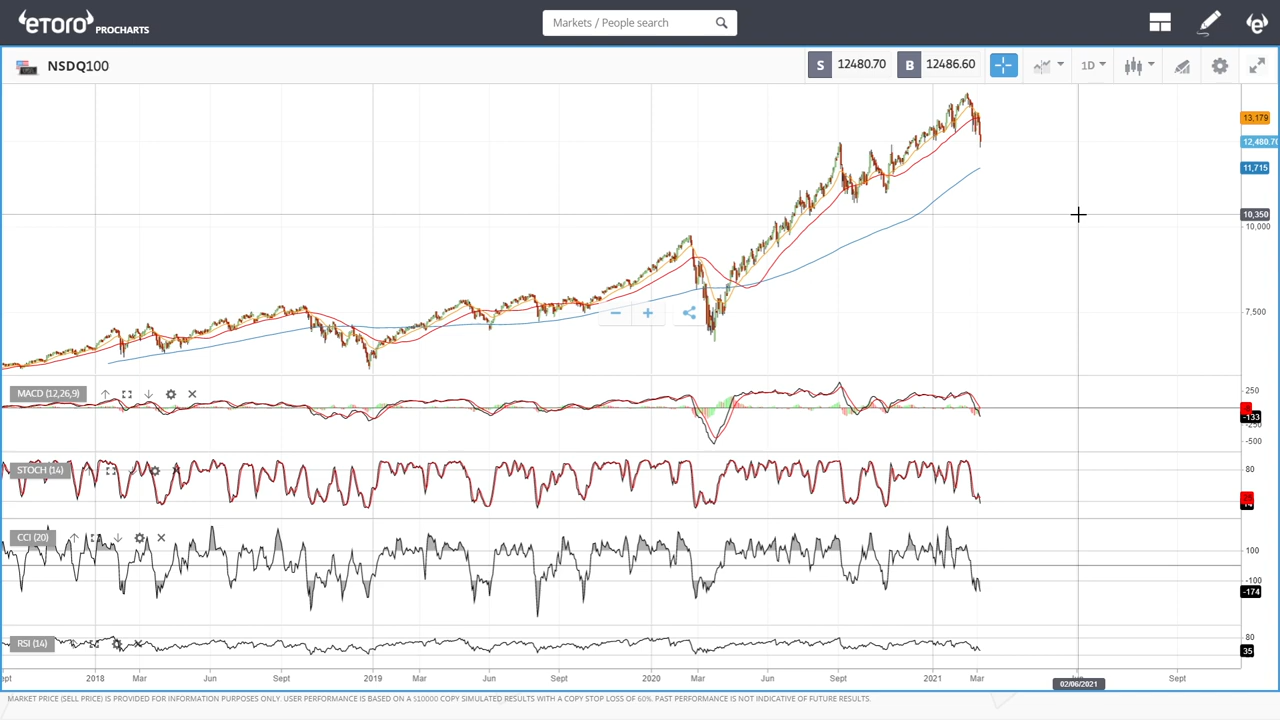 eToro PROCHARTS
Markets / People search
NSDQ100
S 12480.70 B 12486.60 1D
13,179
12,480.70
11,715
10,350
10,000
7,500
MACD (12,26,9)
250
-133
-250
-500
STOCH (14)
80
CCI (20)
100
-100
-174
RSI (14)
80
35
ept 2018 Mar Jun Sept 2019 Mar Jun Sept 2020 Mar Jun Sept 2021 Mar Jun Sept
02/06/2021
MARKET PRICE (SELL PRICE) IS PROVIDED FOR INFORMATION PURPOSES ONLY. USER PERFORMANCE IS BASED ON A $10000 COPY SIMULATED RESULTS WITH A COPY STOP LOSS OF 60%. PAST PERFORMANCE IS NOT INDICATIVE OF FUTURE RESULTS.